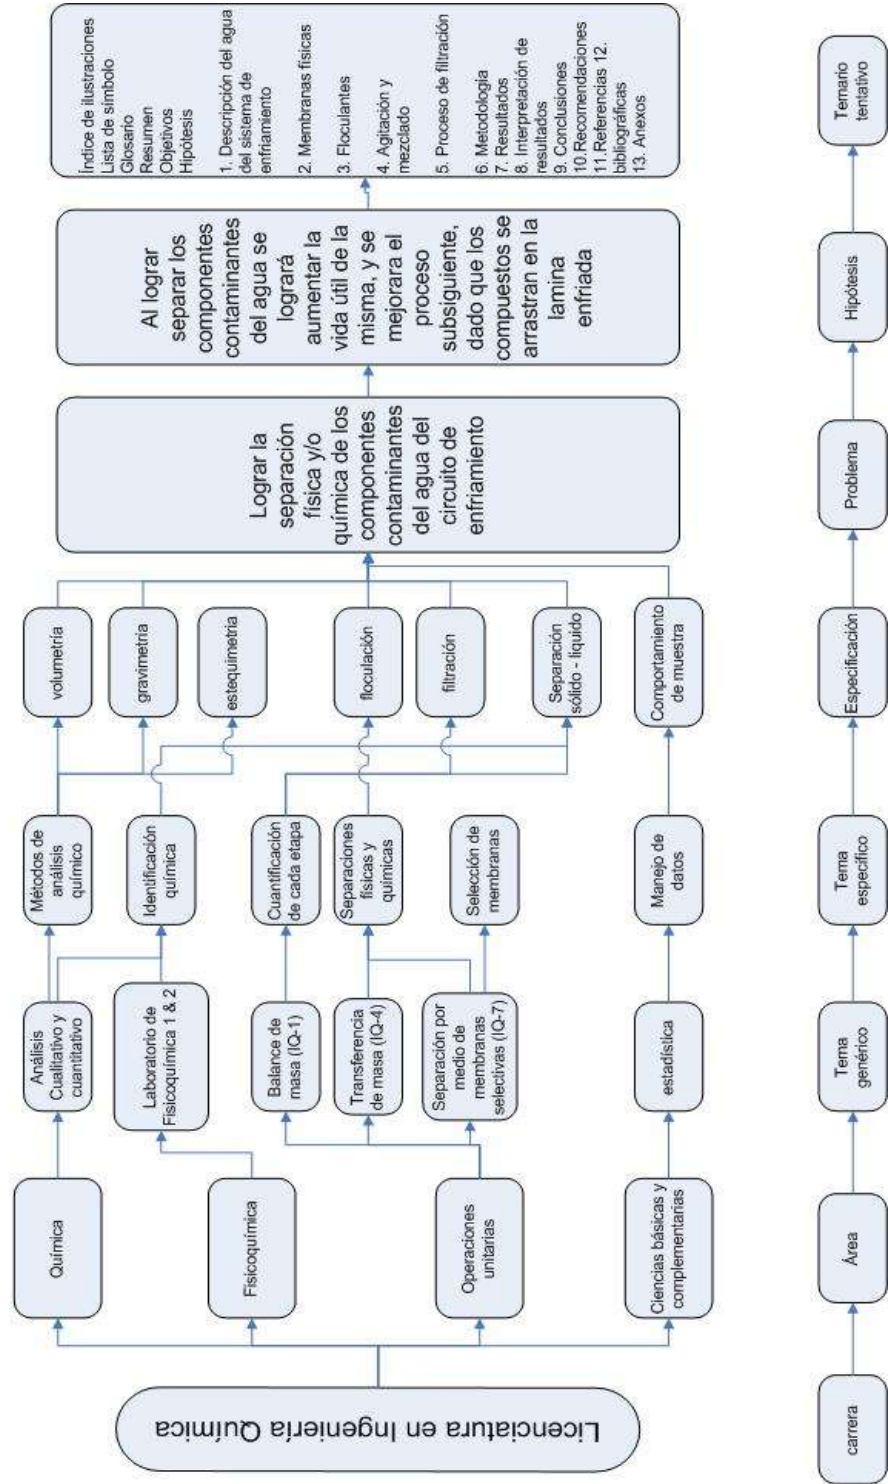 Licenciatura en Ingeniería Química
Química
Fisicoquímica
Operaciones
unitarias
Ciencias básicas y
complementarias
Análisis
Cualitativo y
cuantitativo
Laboratorio de
Fisicoquímica 1 & 2
Balance de
masa (IQ-1)
Transferencia
de masa (IQ-4)
Separación por
medio de
membranas
selectivas (IQ-7)
estadística
Métodos de
análisis
químico
Identificación
química
Cuantificación
de cada etapa
Separaciones
físicas y
químicas
Selección de
membranas
Manejo de
datos
volumetría
gravimetría
estequimetria
floculación
filtración
Separación
sólido - líquido
Comportamiento
de muestra
Lograr la
separación
física y/o
química de los
componentes
contaminantes
del agua del
circuito de
enfriamiento
Al lograr
separar los
componentes
contaminantes
del agua se
logrará
aumentar la
vida útil de la
misma, y se
mejorara el
proceso
subsiguiente,
dado que los
compuestos se
arrastran en la
lamina
enfriada
Índice de ilustraciones
Lista de símbolo
Glosario
Resumen
Objetivos
Hipótesis
1. Descripción del agua
del sistema de
enfriamiento
2. Membranas físicas
3. Floculantes
4. Agitación y
mezclado
5. Proceso de filtración
6. Metodologia
7. Resultados
8. Interpretación de
resultados
9. Conclusiones
10. Recomendaciones
11. Referencias 12.
bibliográficas
13. Anexos
carrera
Área
Tema
genérico
Tema
especifico
Especificación
Problema
Hipótesis
Temario
tentativo